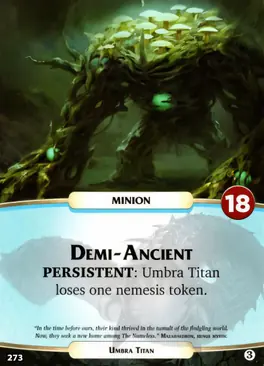 MINION
18
DEMI-ANCIENT
PERSISTENT: Umbra Titan
loses one nemesis token.
"In the time before ours, their kind thrived in the tumult of the fledgling world.
Now, they seek a new home among The Nameless."
UMBRA TITAN
273
3